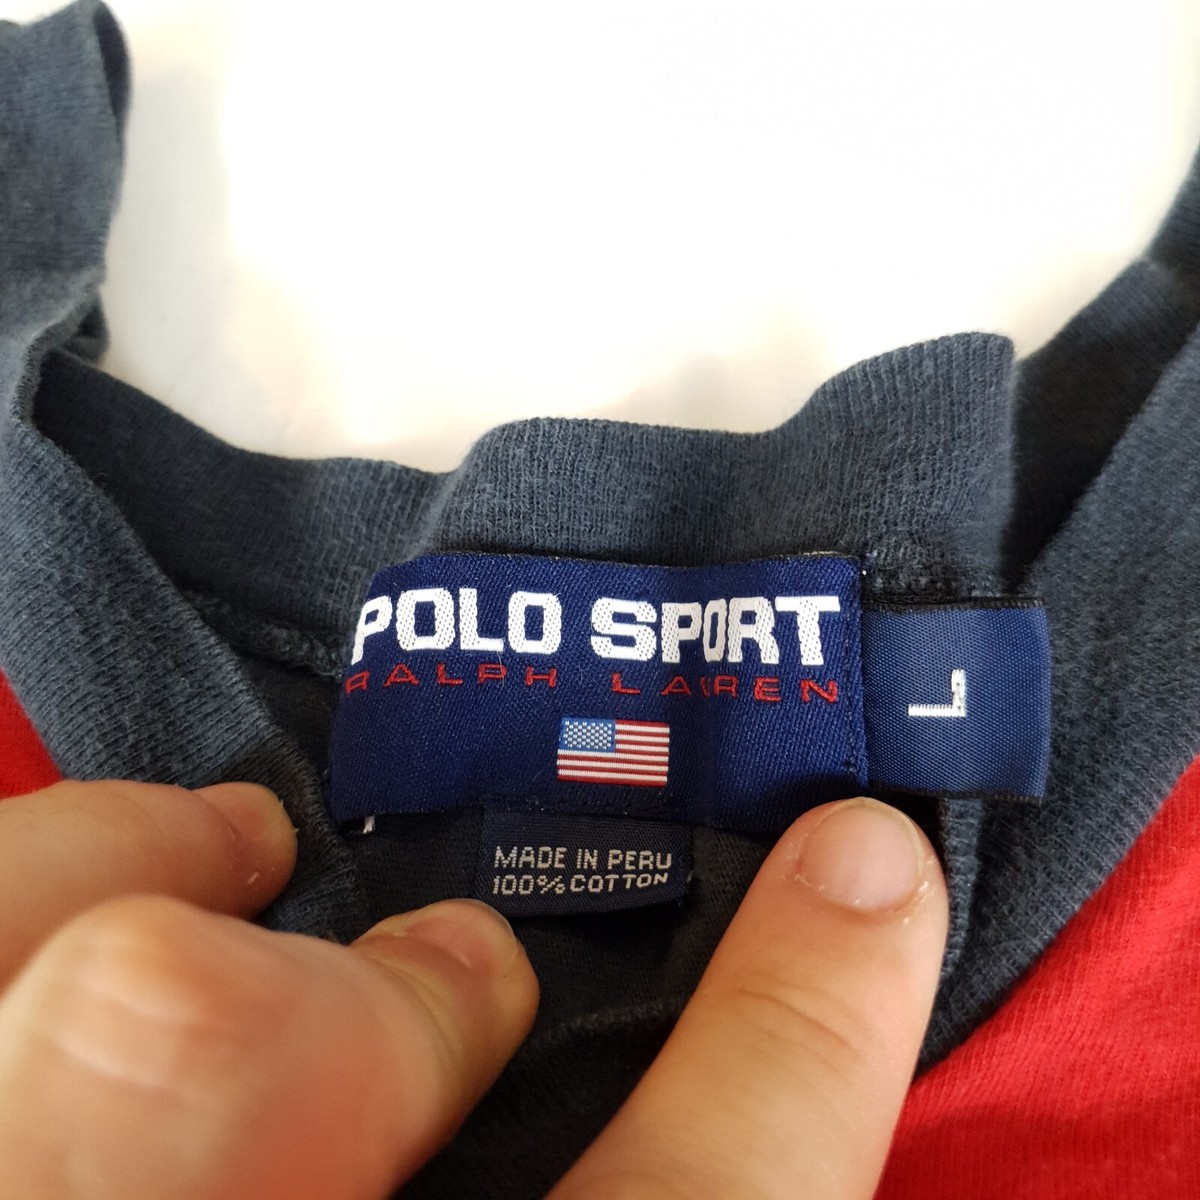 POLO SPORT
RALPH LAUREN
L
MADE IN PERU
100% COTTON